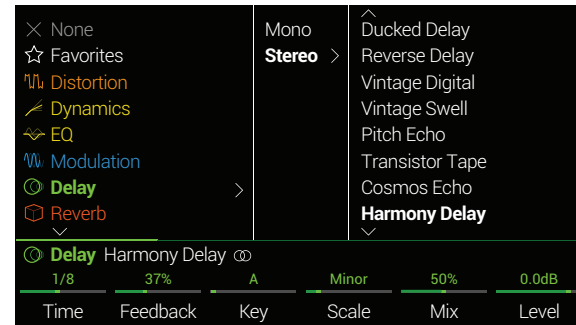 None
Favorites
Distortion
Dynamics
EQ
Modulation
Delay
Reverb
Mono
Stereo
Ducked Delay
Reverse Delay
Vintage Digital
Vintage Swell
Pitch Echo
Transistor Tape
Cosmos Echo
Harmony Delay
Delay Harmony Delay
1/8 37% A Minor 50% 0.0dB
Time Feedback Key Scale Mix Level